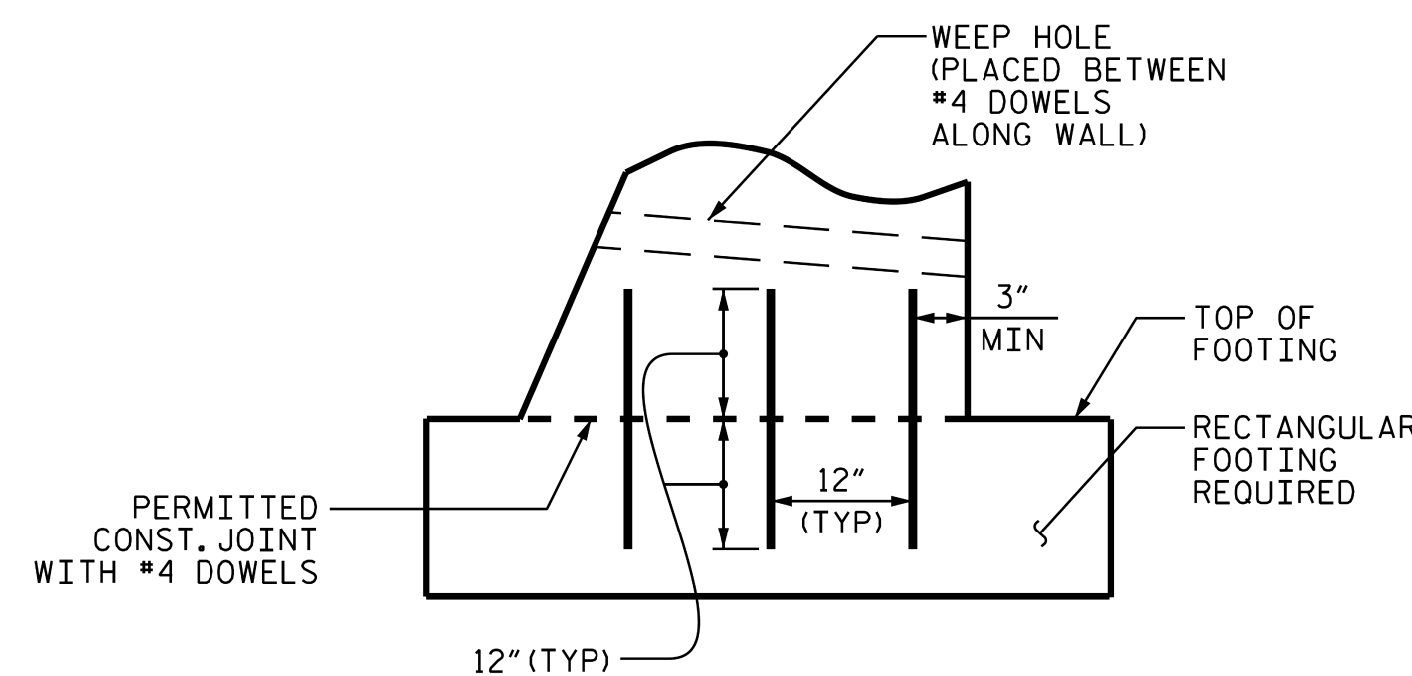 WEEP HOLE
(PLACED BETWEEN
#4 DOWELS
ALONG WALL)
3"
MIN
TOP OF
FOOTING
RECTANGULAR
FOOTING
REQUIRED
12"
(TYP)
PERMITTED
CONST. JOINT
WITH #4 DOWELS
12" (TYP)